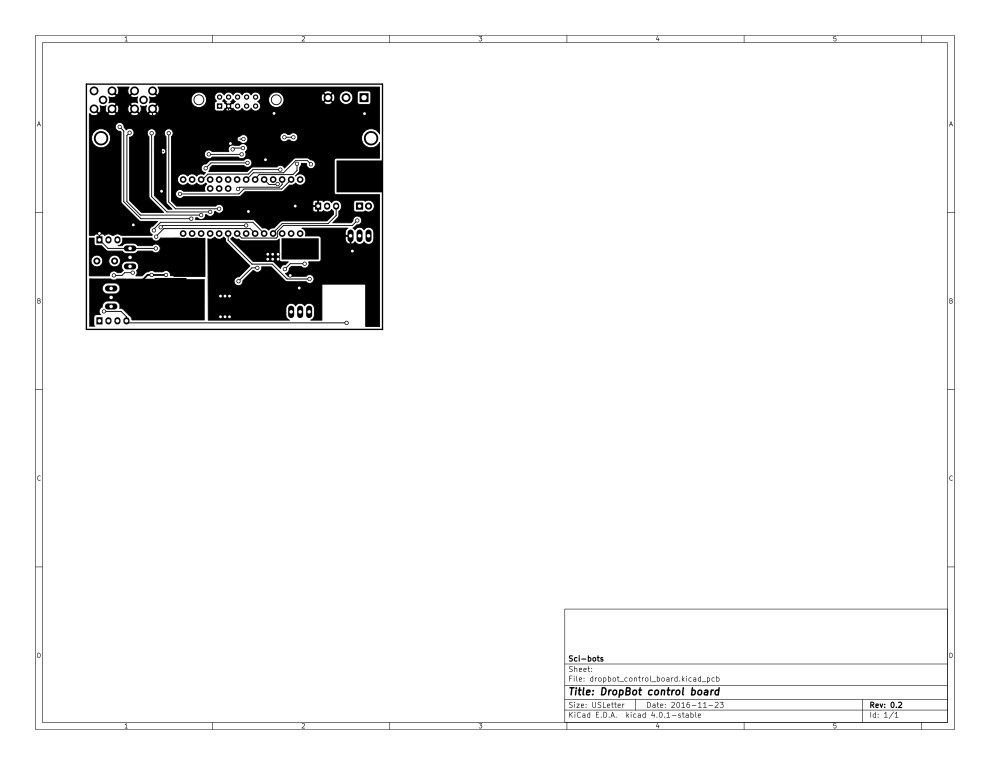 1 2 3 4 5
A A
B B
C C
D D
Sci-bots
Sheet:
File: dropbot_control_board.kicad_pcb
Title: DropBot control board
Size: USLetter Date: 2016-11-23 Rev: 0.2
KiCad E.D.A. kicad 4.0.1-stable Id: 1/1
1 2 3 4 5